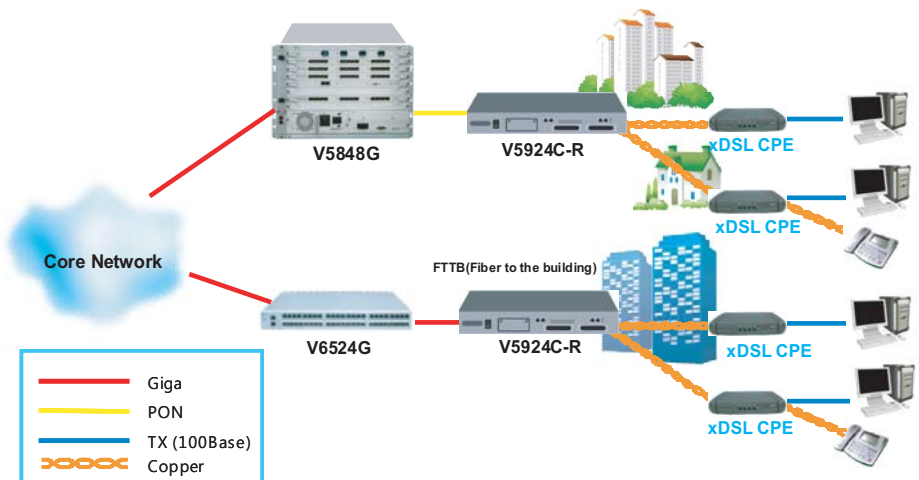 V5848G
V5924C-R
xDSL CPE
xDSL CPE
Core Network
FTTB(Fiber to the building)
V6524G
V5924C-R
xDSL CPE
xDSL CPE
Giga
PON
TX (100Base)
Copper